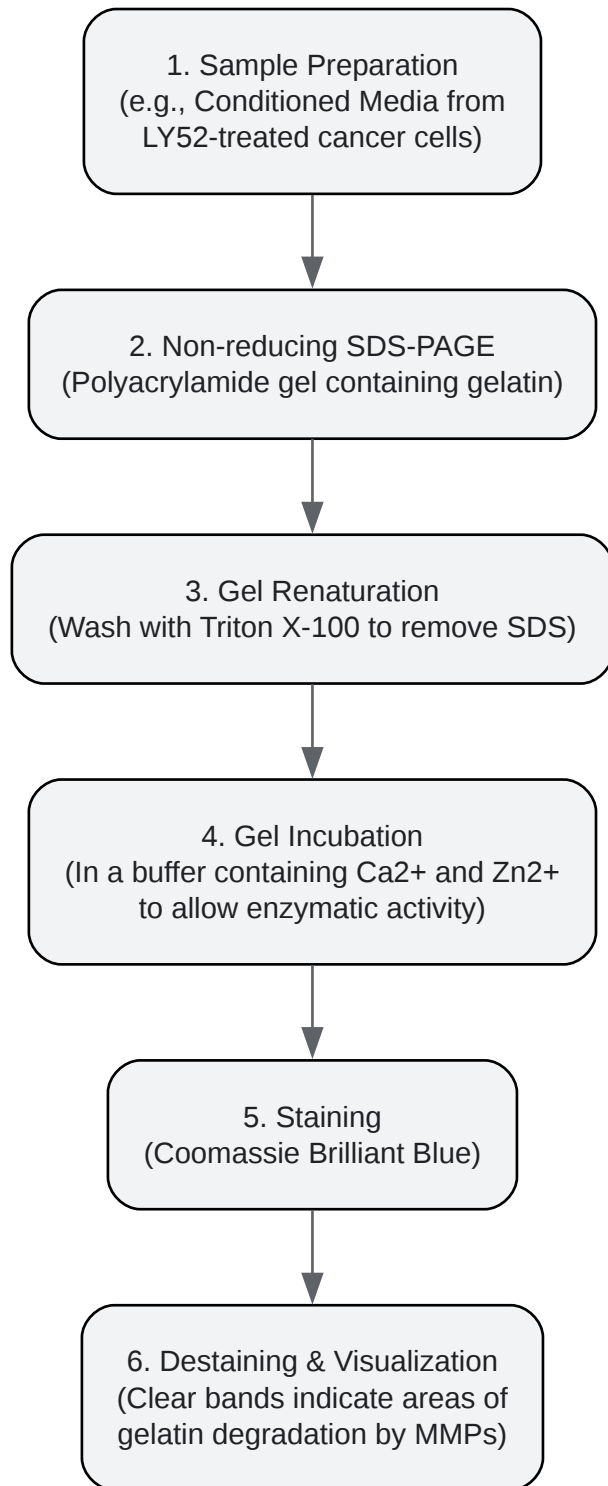 1. Sample Preparation
(e.g., Conditioned Media from
LY52-treated cancer cells)
2. Non-reducing SDS-PAGE
(Polyacrylamide gel containing gelatin)
3. Gel Renaturation
(Wash with Triton X-100 to remove SDS)
4. Gel Incubation
(In a buffer containing Ca2+ and Zn2+
to allow enzymatic activity)
5. Staining
(Coomassie Brilliant Blue)
6. Destaining & Visualization
(Clear bands indicate areas of
gelatin degradation by MMPs)